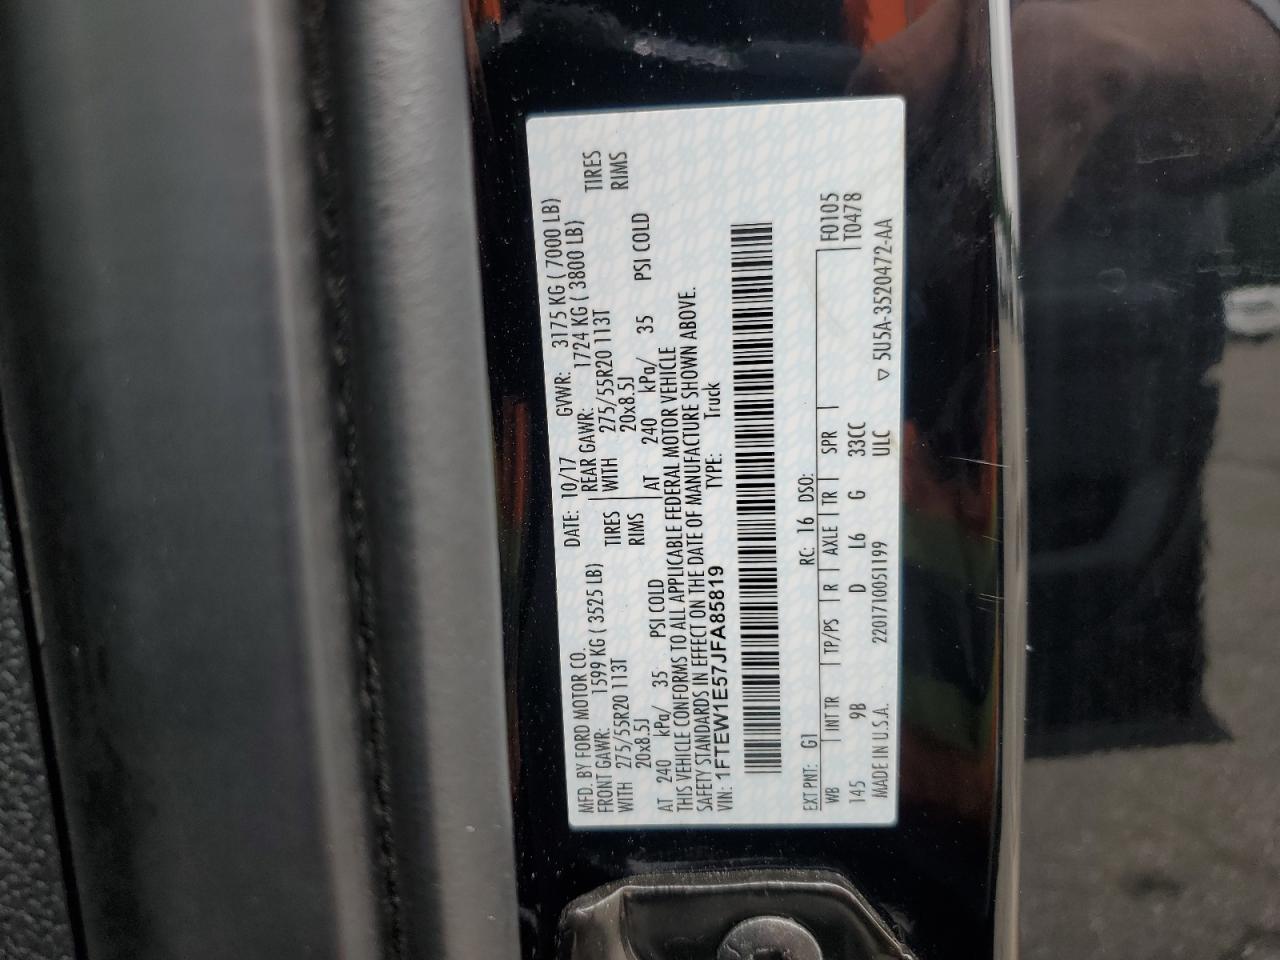 MFD. BY FORD MOTOR CO. DATE: 10/17 GVWR: 3175 KG ( 7000 LB)
FRONT GAWR: 1599 KG ( 3525 LB) REAR GAWR: 1724 KG ( 3800 LB)
WITH 275/55R20 113T TIRES WITH 275/55R20 113T TIRES
20x8.5J RIMS 20x8.5J RIMS
AT 240 kPa/ 35 PSI COLD AT 240 kPa/ 35 PSI COLD
THIS VEHICLE CONFORMS TO ALL APPLICABLE FEDERAL MOTOR VEHICLE
SAFETY STANDARDS IN EFFECT ON THE DATE OF MANUFACTURE SHOWN ABOVE.
VIN: 1FTEW1E57JFA85819 TYPE: Truck
EXT PNT: G1 RC: 16 DSO: F0105
WB INT TR TP/PS R AXLE TR SPR T0478
145 9B D L6 G 33CC
MADE IN U.S.A. 2201710051199 ULC ▽ 5U5A-3520472-AA